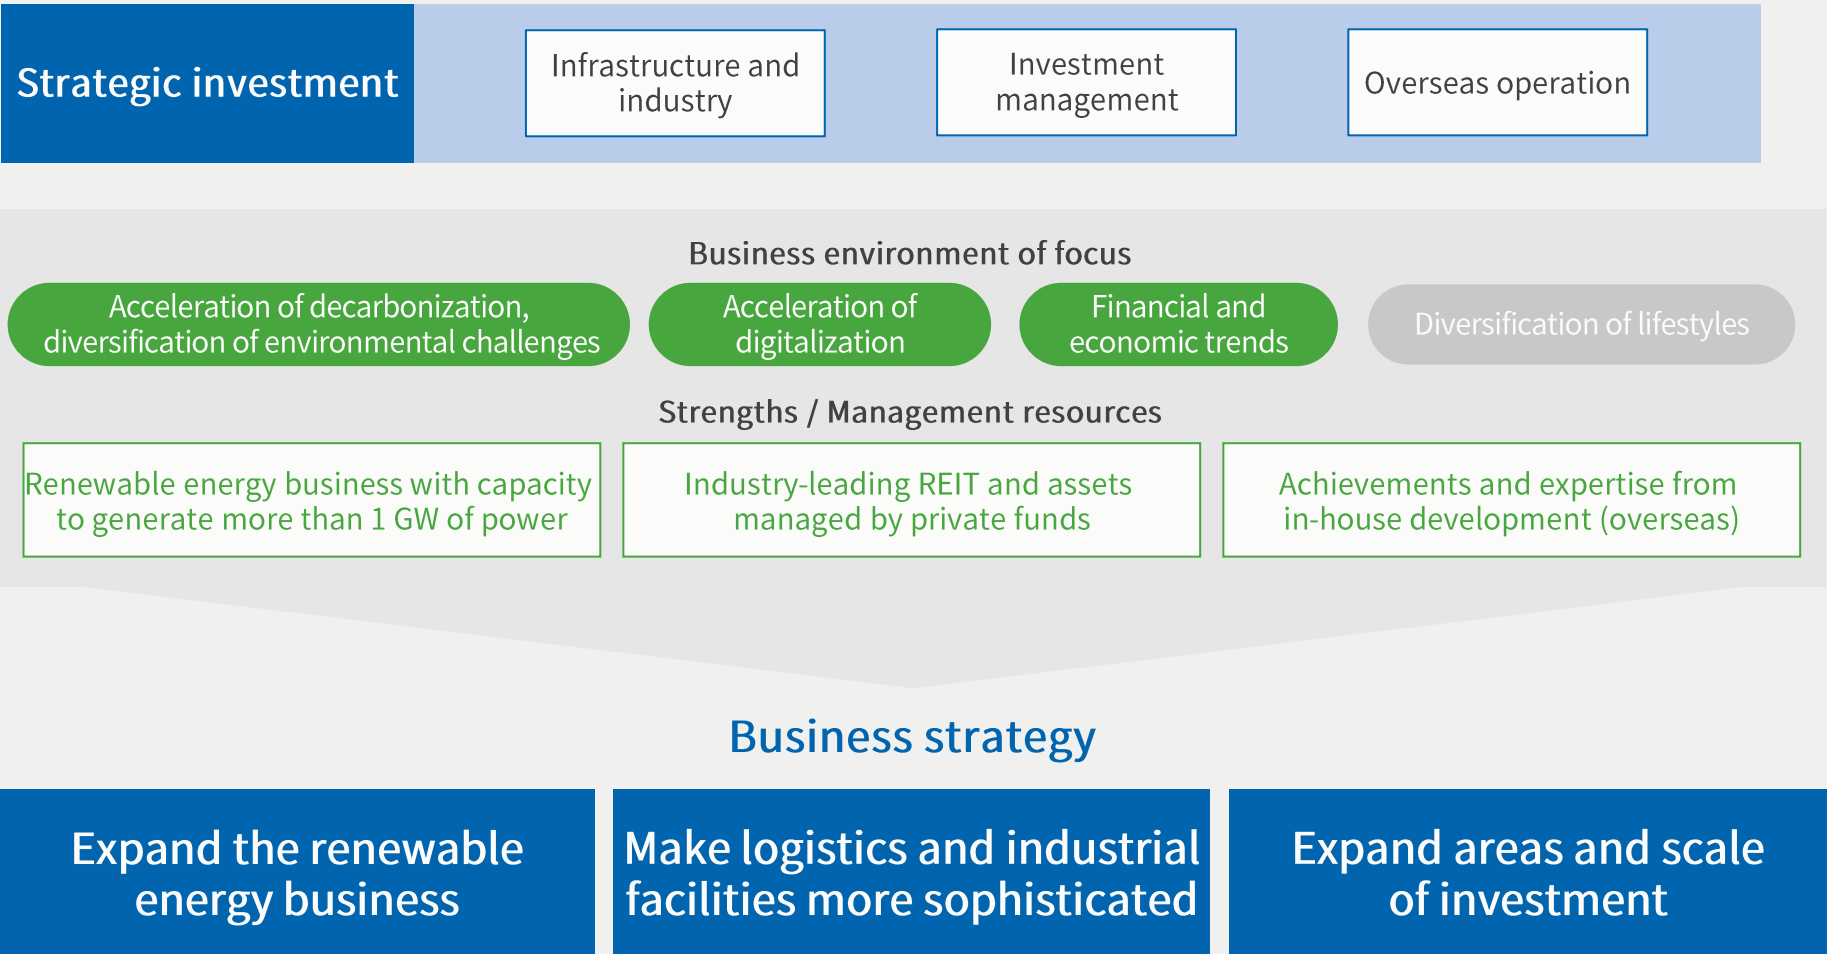 Strategic investment
Infrastructure and
industry
Investment
management
Overseas operation
Business environment of focus
Acceleration of decarbonization,
diversification of environmental challenges
Acceleration of
digitalization
Financial and
economic trends
Diversification of lifestyles
Strengths / Management resources
Renewable energy business with capacity
to generate more than 1 GW of power
Industry-leading REIT and assets
managed by private funds
Achievements and expertise from
in-house development (overseas)
Business strategy
Expand the renewable
energy business
Make logistics and industrial
facilities more sophisticated
Expand areas and scale
of investment